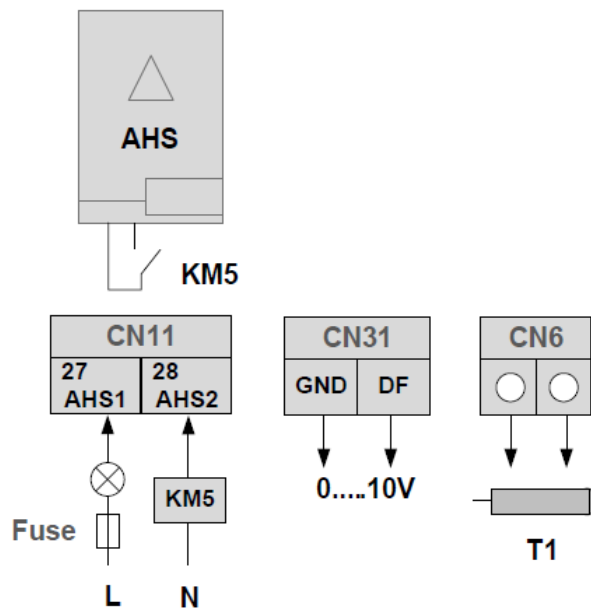 AHS
KM5
CN11
27
AHS1
28
AHS2
CN31
GND
DF
CN6
KM5
0.....10V
Fuse
T1
L
N